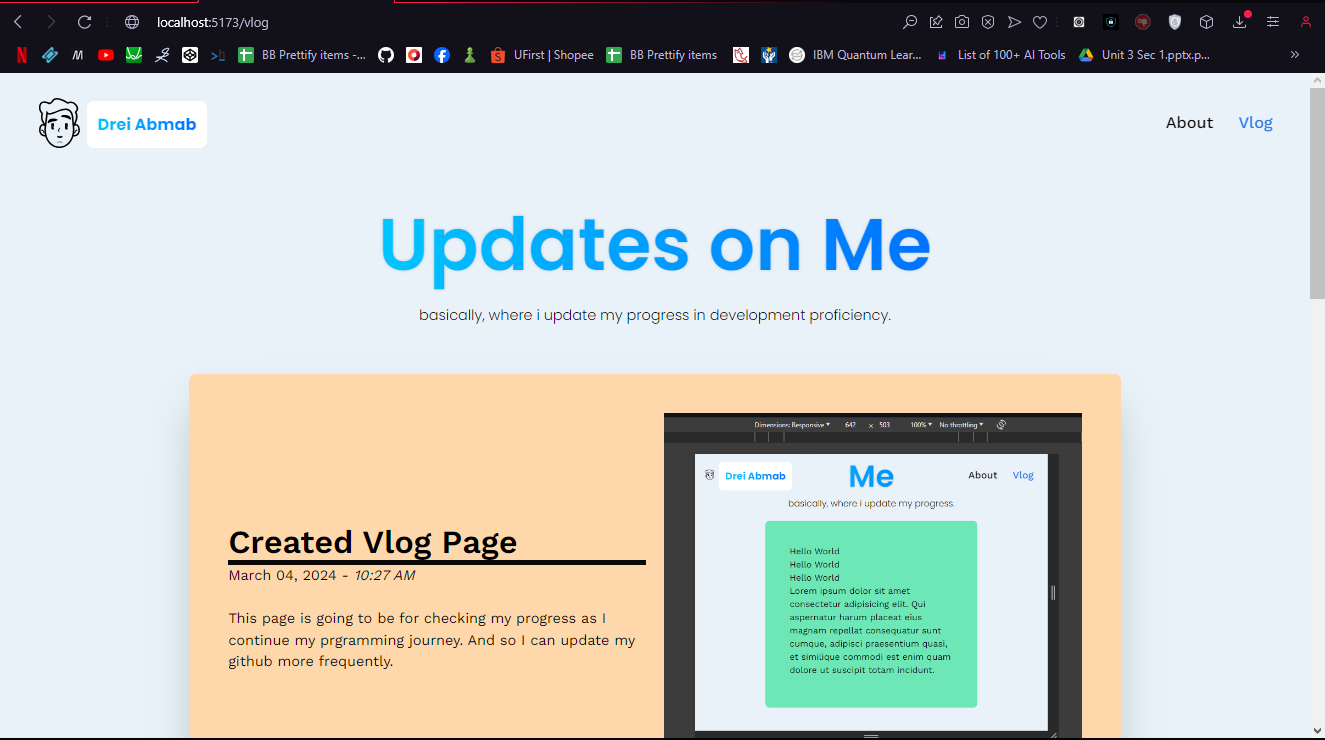 localhost:5173/vlog
BB Prettify items -...
UFirst | Shopee
BB Prettify items
IBM Quantum Lear...
List of 100+ AI Tools
Unit 3 Sec 1.pptx.p...
»
Drei Abmab
About
Vlog
Updates on Me
basically, where i update my progress in development proficiency.
Created Vlog Page
March 04, 2024 - 10:27 AM
This page is going to be for checking my progress as I
continue my prgramming journey. And so I can update my
github more frequently.
Dimensions: Responsive
642 x 503
100%
No throttling
Drei Abmab
Me
About
Vlog
basically, where i update my progress.
Hello World
Hello World
Hello World
Lorem ipsum dolor sit amet
consectetur adipisicing elit. Qui
aspernatur harum placeat eius
magnam repellat consequatur sunt
cumque, adipisci praesentium quasi,
et similique commodi est enim quam
dolore ut suscipit totam incidunt.